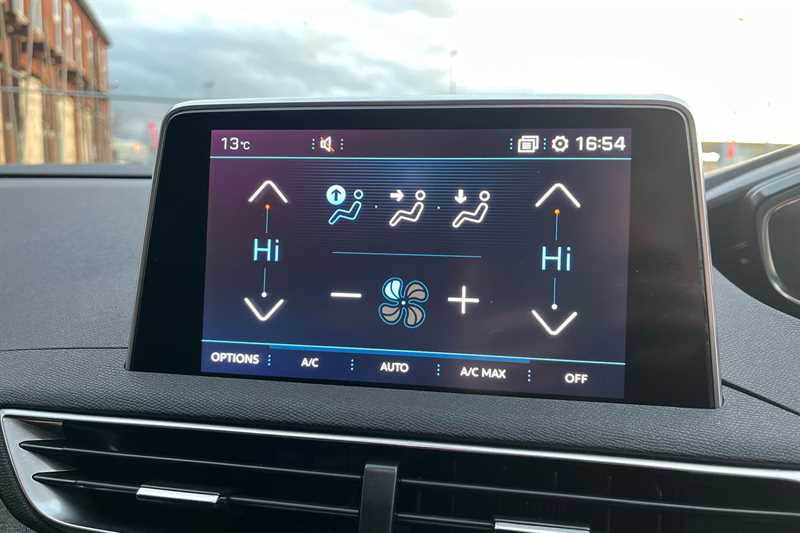 13°C 16:54
Hi Hi
OPTIONS A/C AUTO A/C MAX OFF